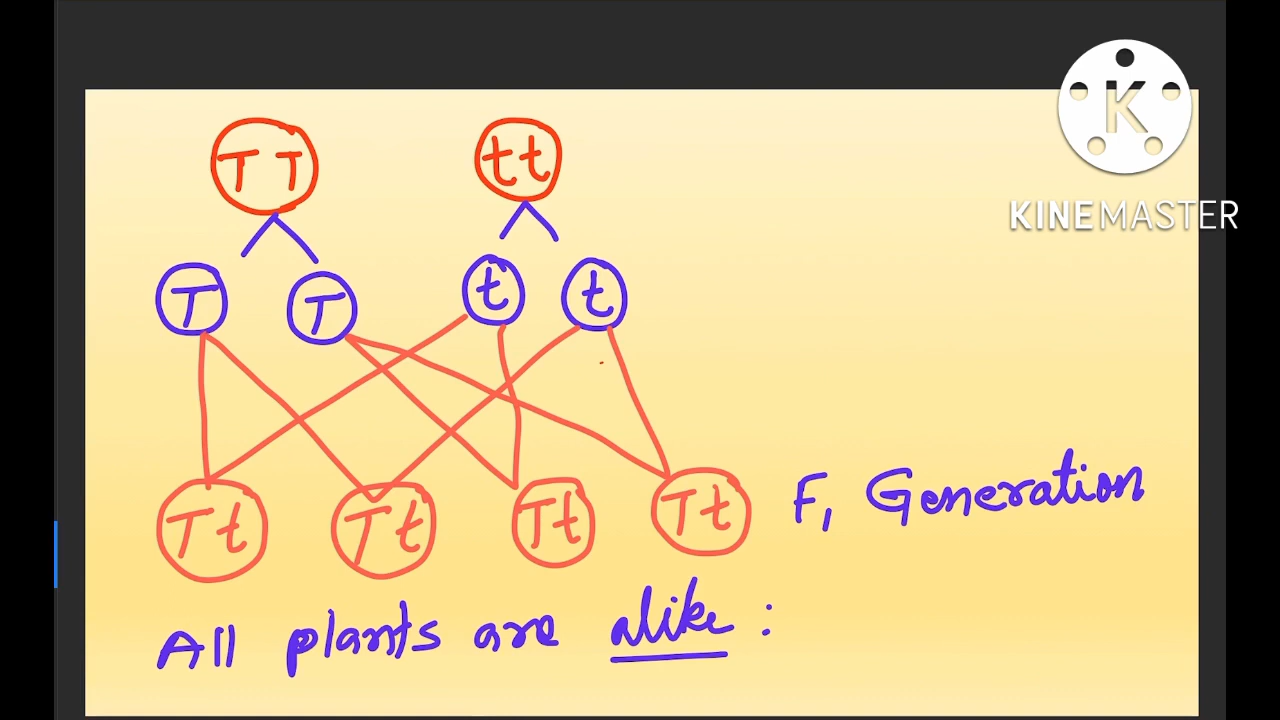 TT tt
K
KINEMASTER
T T t t
Tt Tt Tt Tt F1 Generation
All plants are alike :